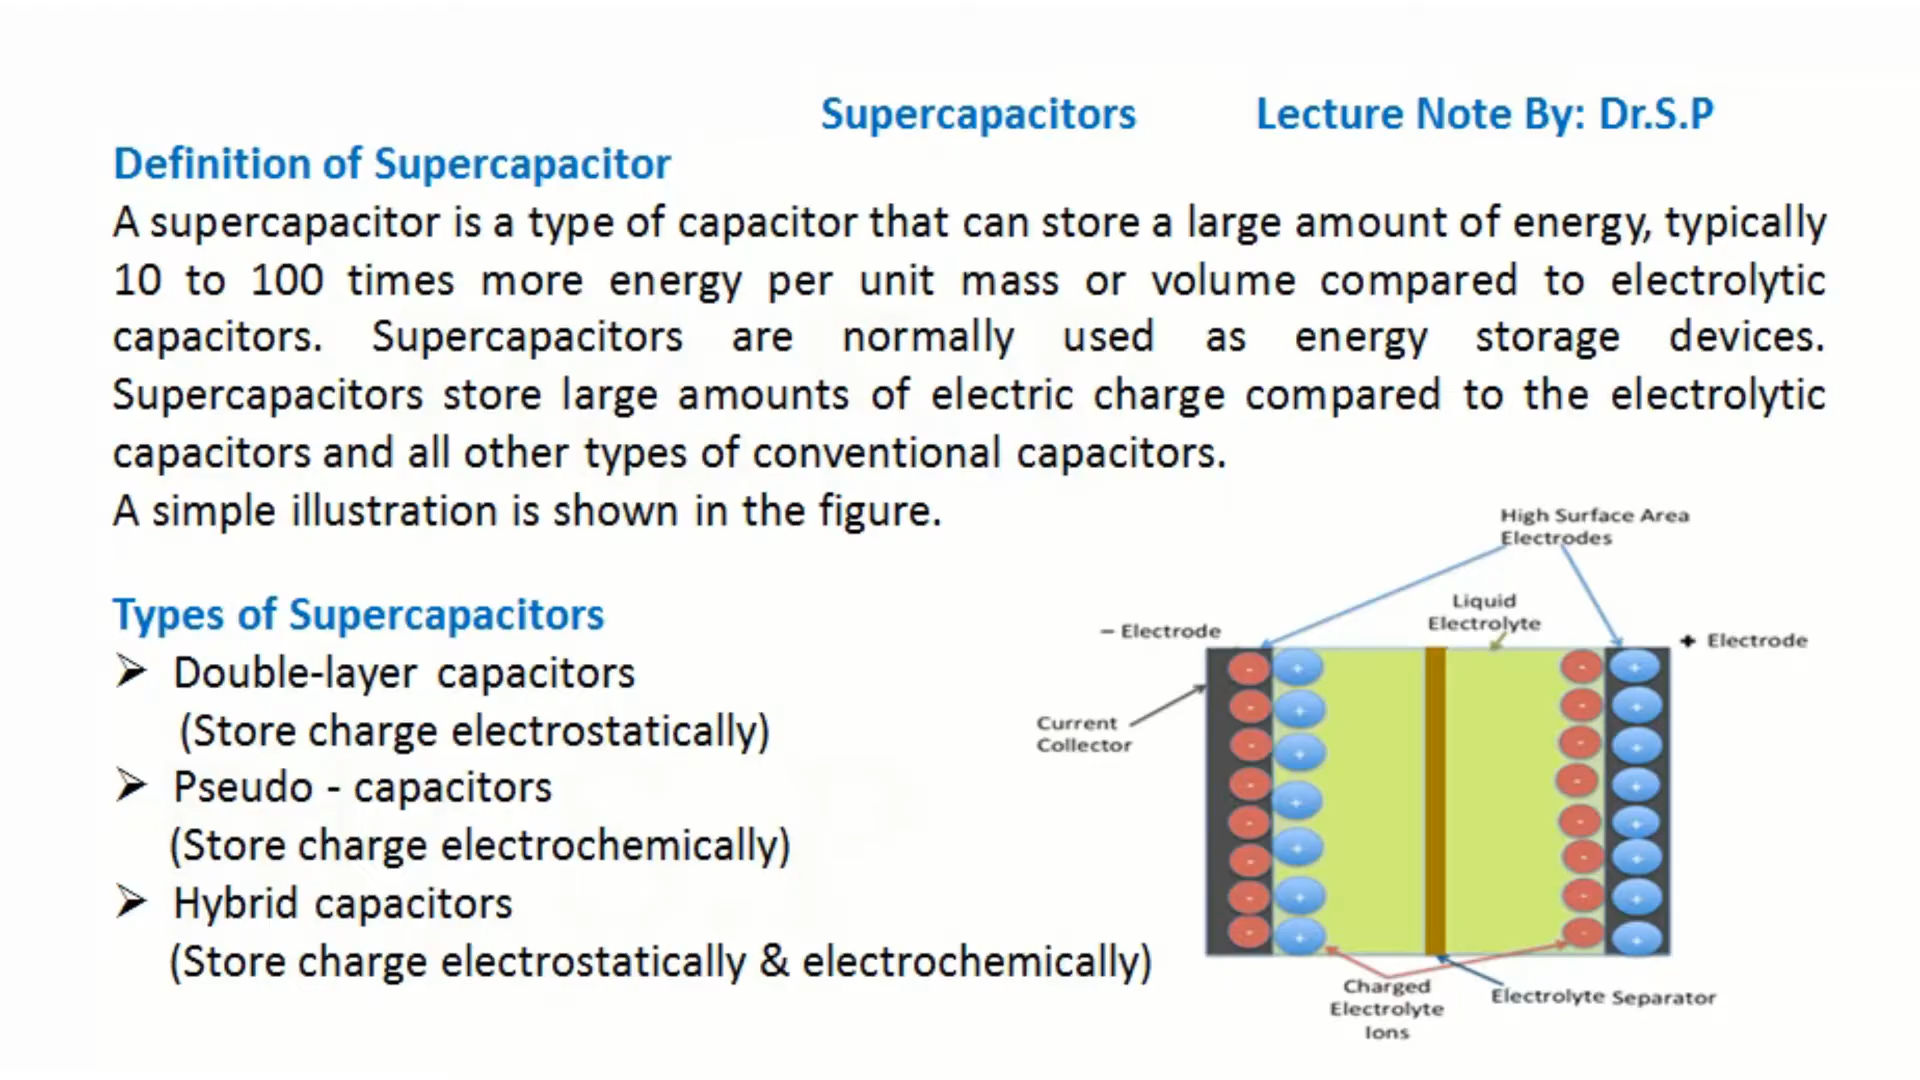 Supercapacitors Lecture Note By: Dr.S.P
Definition of Supercapacitor
A supercapacitor is a type of capacitor that can store a large amount of energy, typically
10 to 100 times more energy per unit mass or volume compared to electrolytic
capacitors. Supercapacitors are normally used as energy storage devices.
Supercapacitors store large amounts of electric charge compared to the electrolytic
capacitors and all other types of conventional capacitors.
A simple illustration is shown in the figure.
Types of Supercapacitors
➢ Double-layer capacitors
(Store charge electrostatically)
➢ Pseudo - capacitors
(Store charge electrochemically)
➢ Hybrid capacitors
(Store charge electrostatically & electrochemically)
High Surface Area
Electrodes
Liquid
Electrolyte
– Electrode
+ Electrode
Current
Collector
Charged
Electrolyte
Ions
Electrolyte Separator